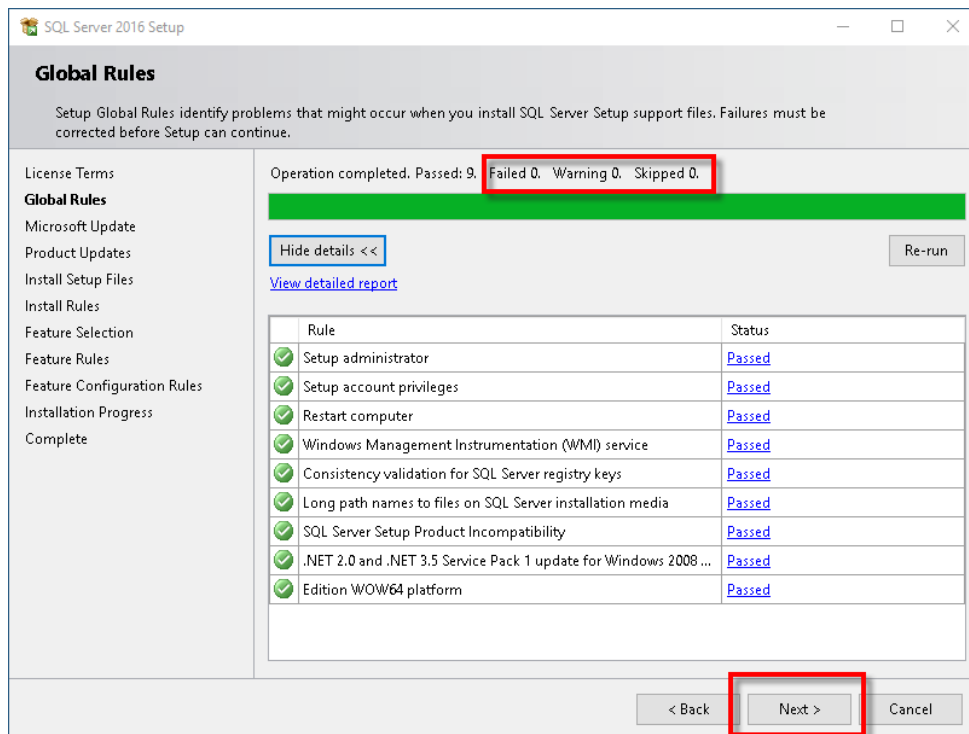 SQL Server 2016 Setup
Global Rules
Setup Global Rules identify problems that might occur when you install SQL Server Setup support files. Failures must be
corrected before Setup can continue.
License Terms
Global Rules
Microsoft Update
Product Updates
Install Setup Files
Install Rules
Feature Selection
Feature Rules
Feature Configuration Rules
Installation Progress
Complete
Operation completed. Passed: 9. Failed 0. Warning 0. Skipped 0.
Hide details <<
Re-run
View detailed report
Rule Status
Setup administrator Passed
Setup account privileges Passed
Restart computer Passed
Windows Management Instrumentation (WMI) service Passed
Consistency validation for SQL Server registry keys Passed
Long path names to files on SQL Server installation media Passed
SQL Server Setup Product Incompatibility Passed
.NET 2.0 and .NET 3.5 Service Pack 1 update for Windows 2008 ... Passed
Edition WOW64 platform Passed
< Back Next > Cancel